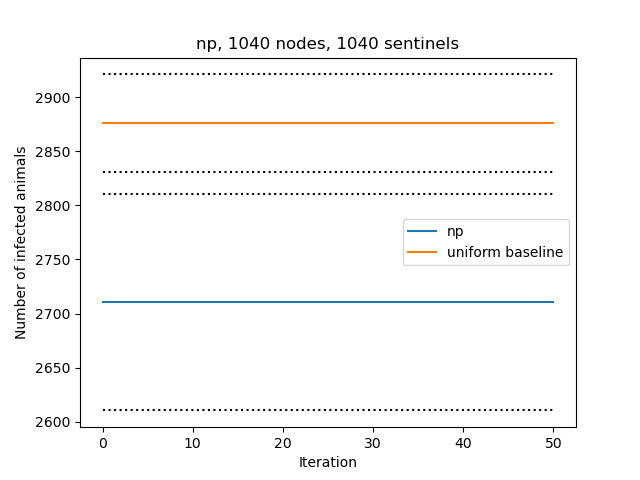 np, 1040 nodes, 1040 sentinels
Number of infected animals
2900
2850
2800
2750
2700
2650
2600
np
uniform baseline
0 10 20 30 40 50
Iteration